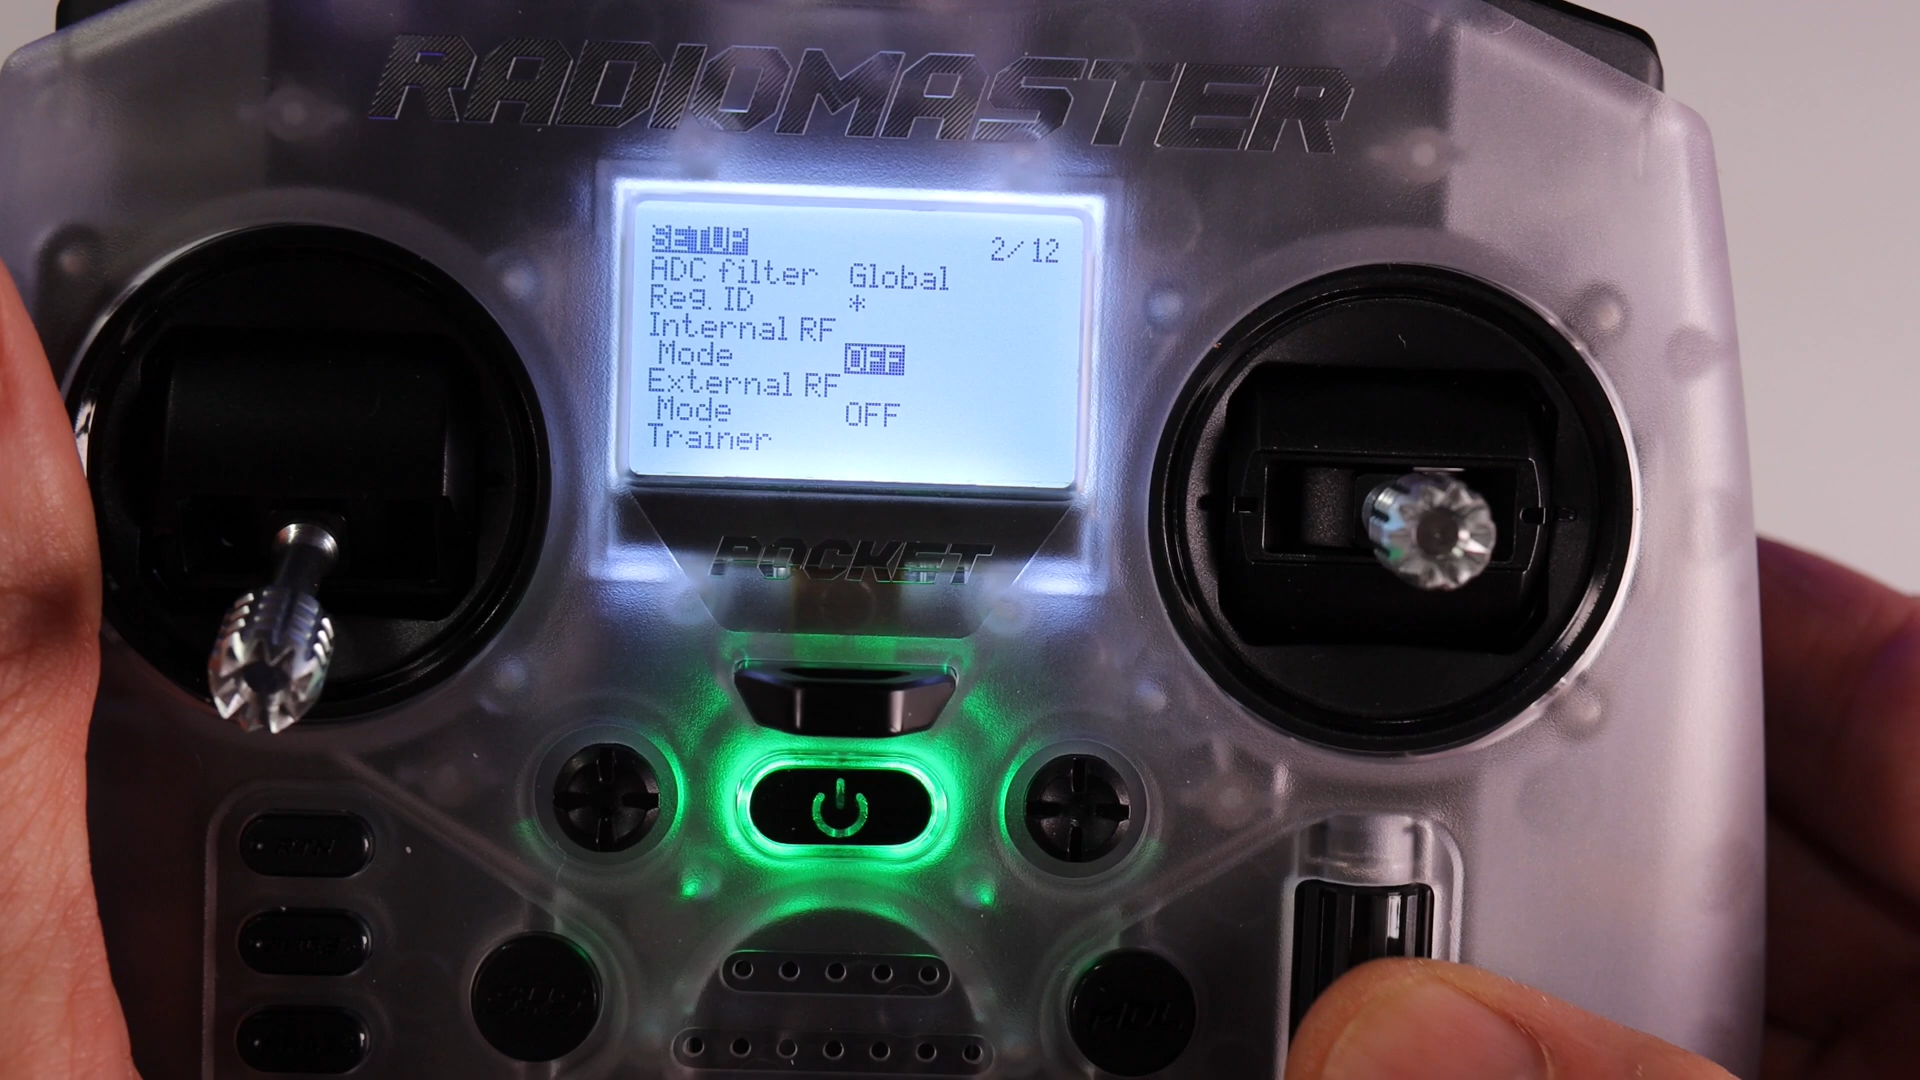 RADIOMASTER
SETUP 2/12
ADC filter Global
Reg. ID *
Internal RF
Mode OFF
External RF
Mode OFF
Trainer
POCKET
MDL